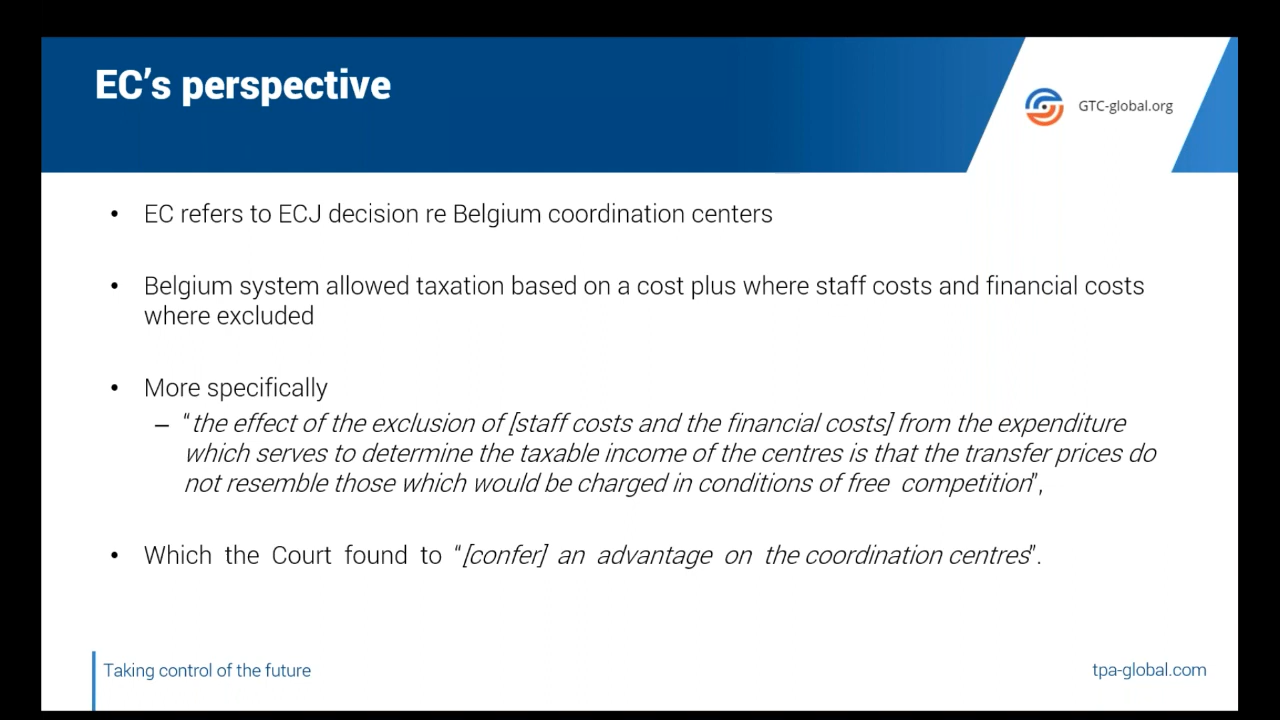 EC’s perspective
GTC-global.org
• EC refers to ECJ decision re Belgium coordination centers
• Belgium system allowed taxation based on a cost plus where staff costs and financial costs
where excluded
• More specifically
– “the effect of the exclusion of [staff costs and the financial costs] from the expenditure
which serves to determine the taxable income of the centres is that the transfer prices do
not resemble those which would be charged in conditions of free competition”,
• Which the Court found to “[confer] an advantage on the coordination centres”.
Taking control of the future
tpa-global.com